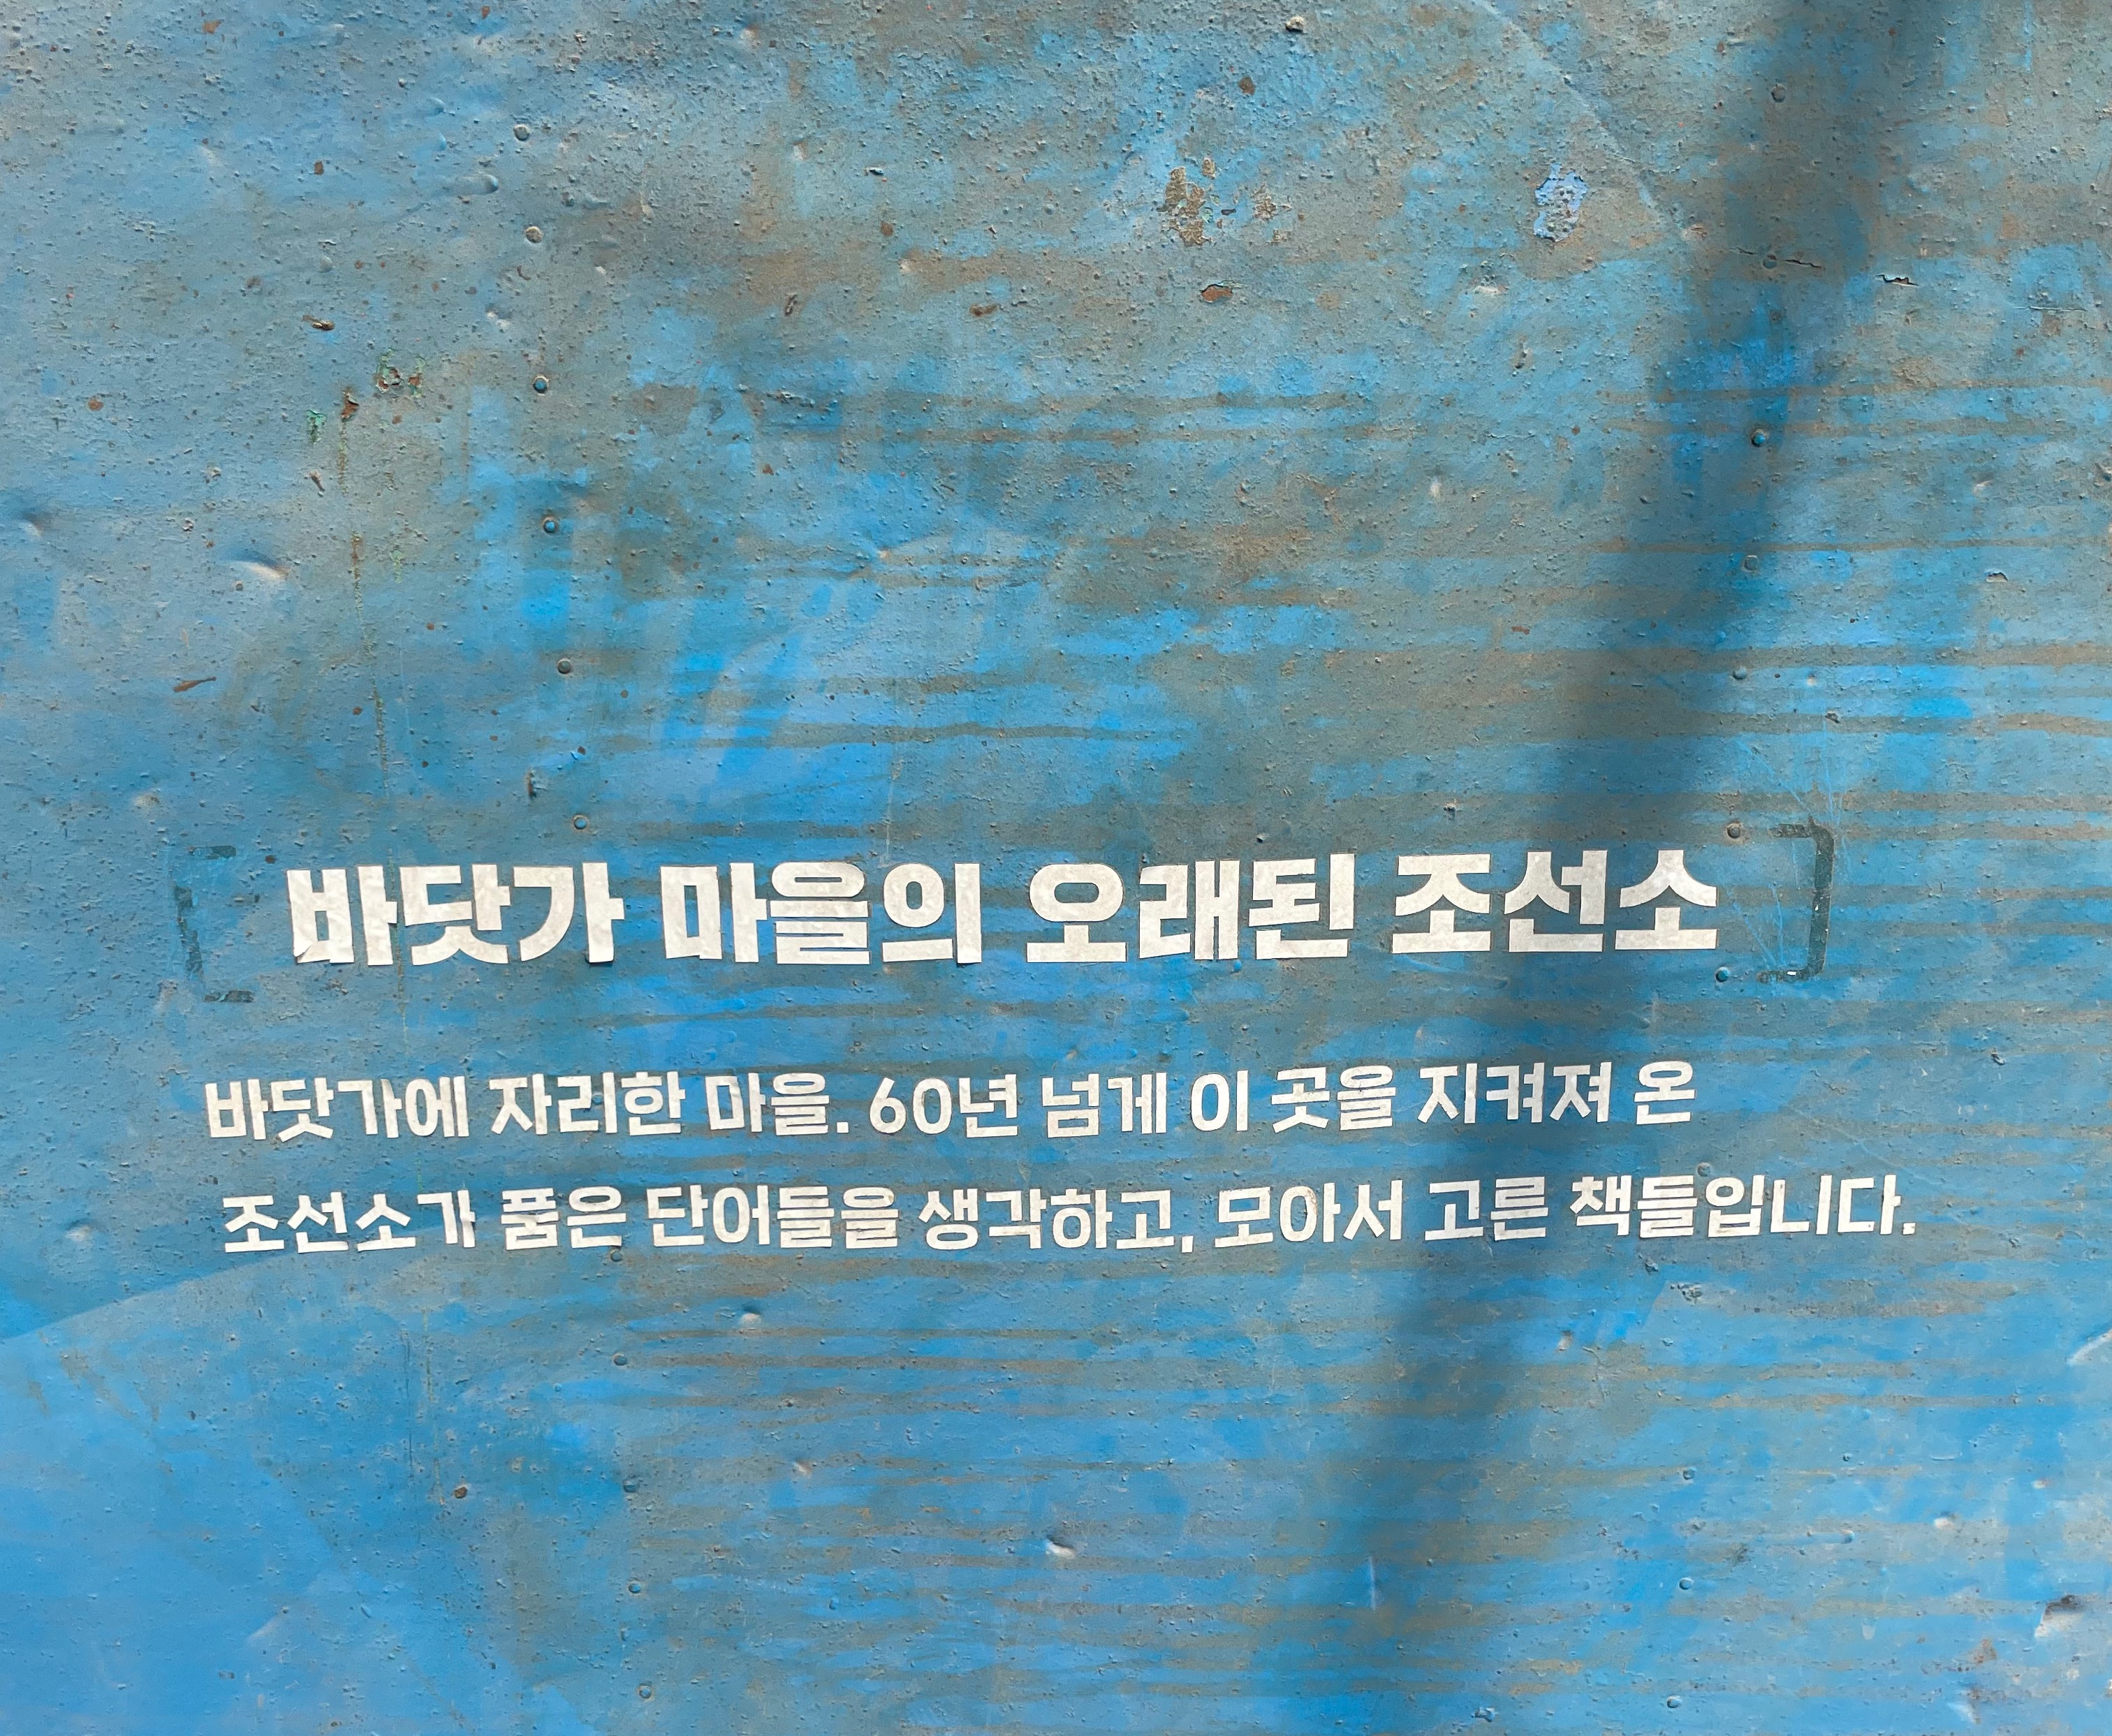 바닷가 마을의 오래된 조선소
바닷가에 자리한 마을. 60년 넘게 이 곳을 지켜져 온
조선소가 품은 단어들을 생각하고, 모아서 고른 책들입니다.